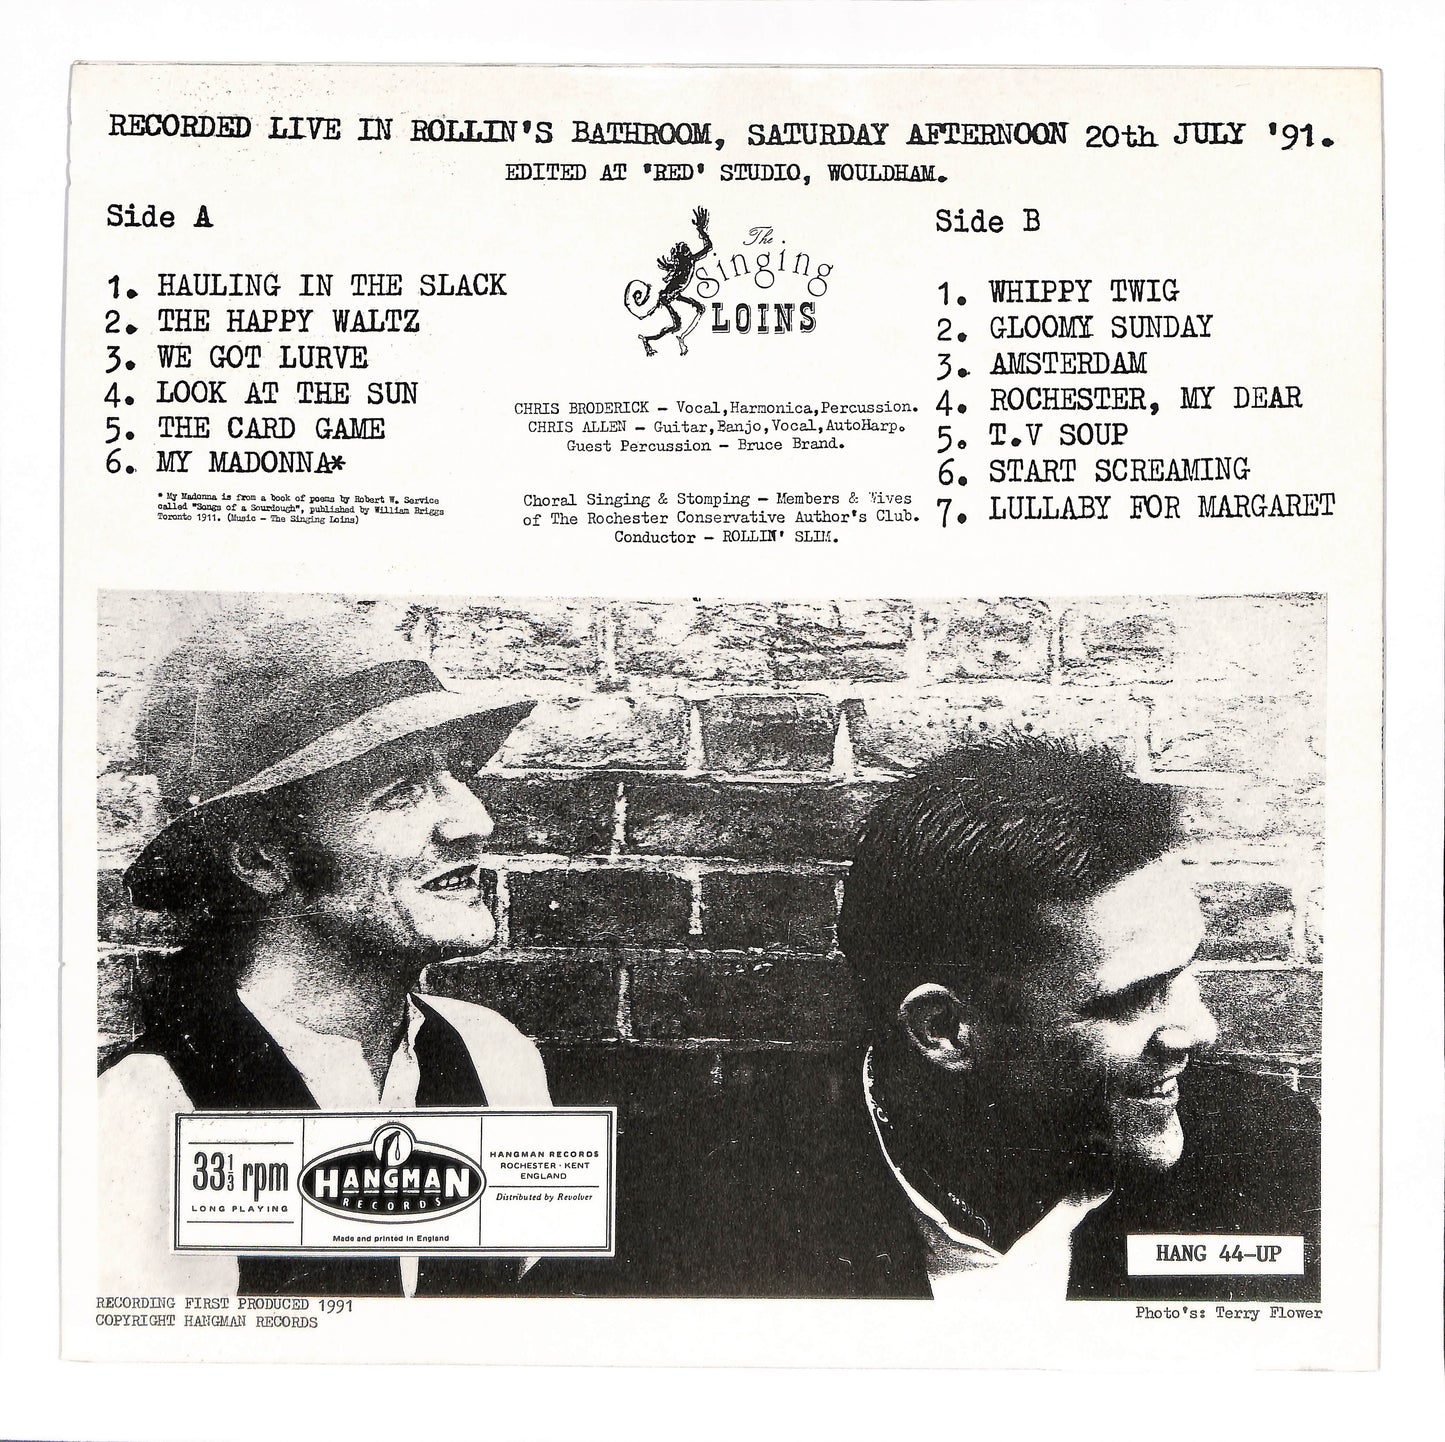 RECORDED LIVE IN ROLLIN'S BATHROOM, SATURDAY AFTERNOON 20th JULY '91.
EDITED AT 'RED' STUDIO, WOULDHAM.
Side A
1. HAULING IN THE SLACK
2. THE HAPPY WALTZ
3. WE GOT LURVE
4. LOOK AT THE SUN
5. THE CARD GAME
6. MY MADONNA*
* My Madonna is from a book of poems by Robert W. Service
called "Songs of a Sourdough", published by William Briggs
Toronto 1911. (Music - The Singing Loins)
The
Singing
LOINS
CHRIS BRODERICK - Vocal,Harmonica,Percussion.
CHRIS ALLEN - Guitar,Banjo,Vocal,AutoHarp.
Guest Percussion - Bruce Brand.
Choral Singing & Stomping - Members & Wives
of The Rochester Conservative Author's Club.
Conductor - ROLLIN' SLIM.
Side B
1. WHIPPY TWIG
2. GLOOMY SUNDAY
3. AMSTERDAM
4. ROCHESTER, MY DEAR
5. T.V SOUP
6. START SCREAMING
7. LULLABY FOR MARGARET
33⅓ rpm
LONG PLAYING
HANGMAN
RECORDS
Made and printed in England
HANGMAN RECORDS
ROCHESTER · KENT
ENGLAND
Distributed by Revolver
HANG 44-UP
RECORDING FIRST PRODUCED 1991
COPYRIGHT HANGMAN RECORDS
Photo's: Terry Flower